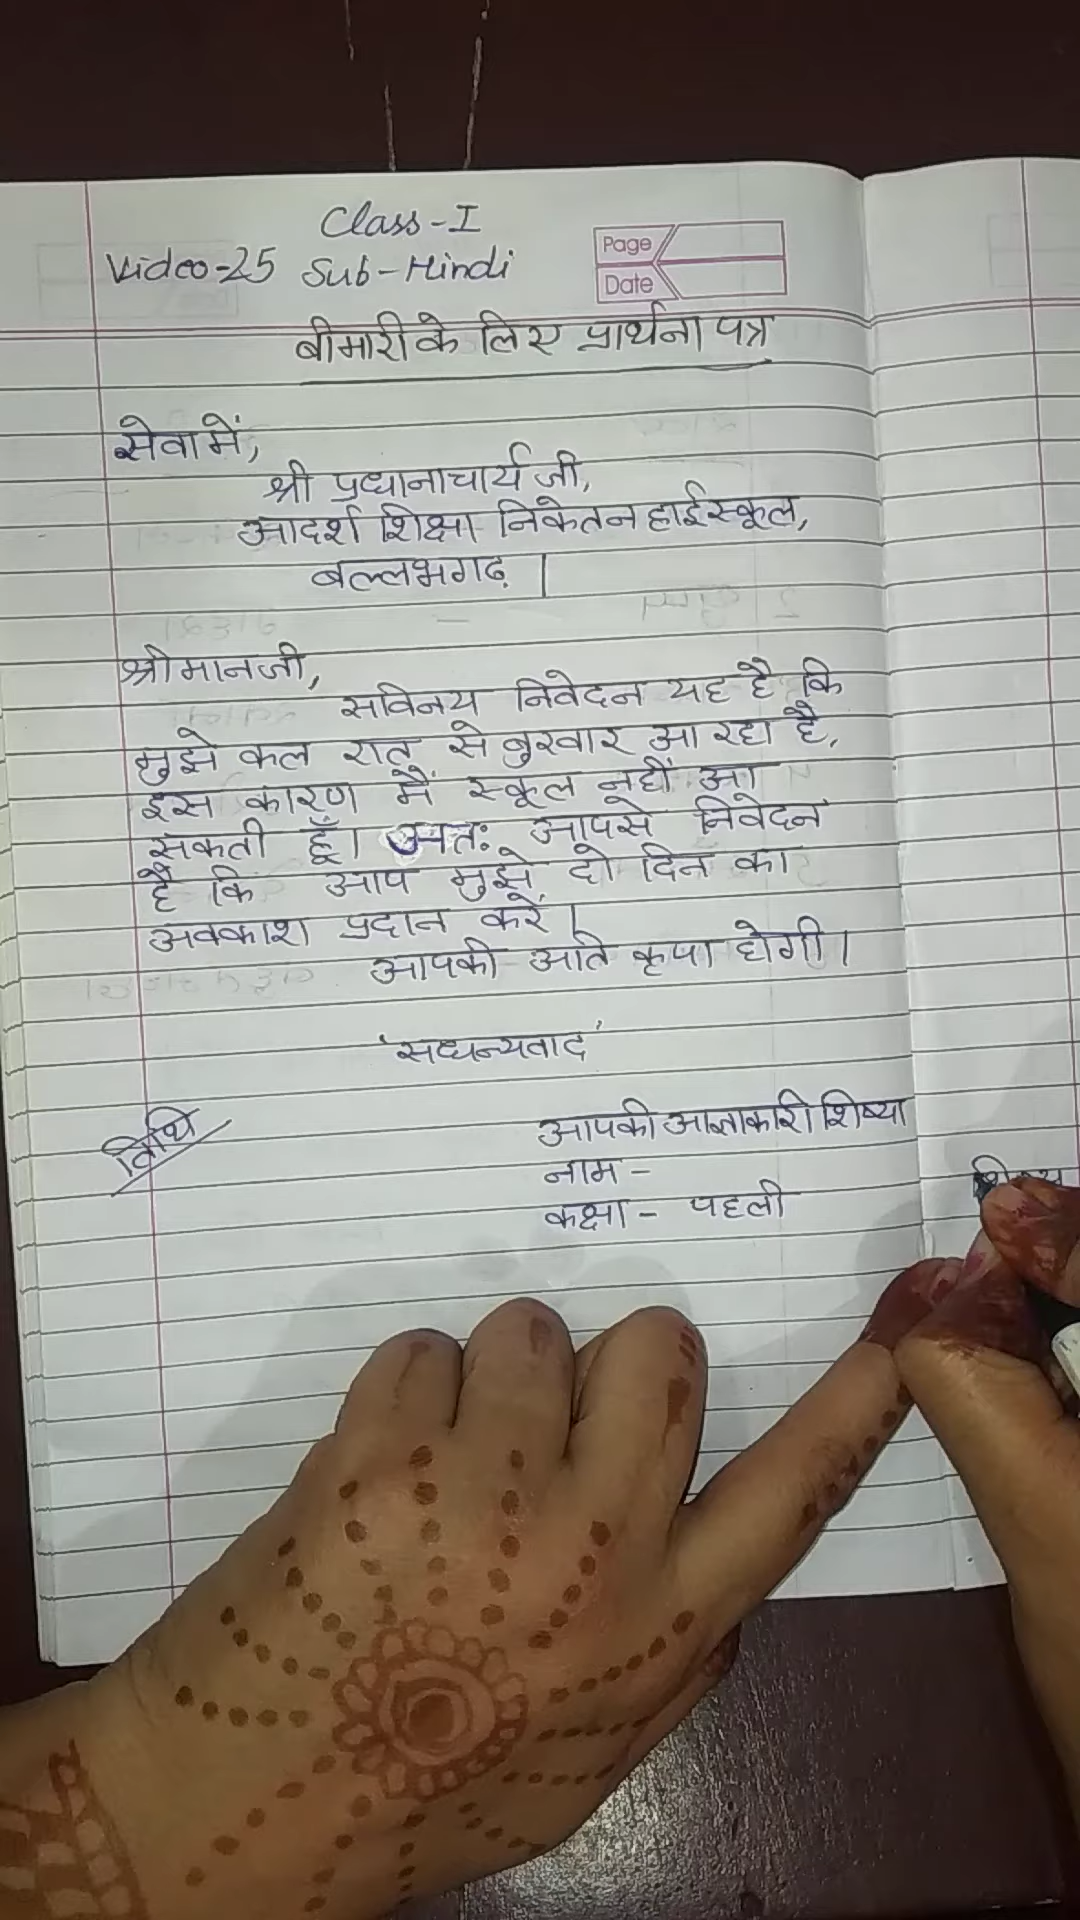 Class-I
Video-25 Sub-Hindi
Page
Date
बीमारी के लिए प्रार्थना पत्र
सेवा में,
श्री प्रधानाचार्य जी,
आदर्श शिक्षा निकेतन हाई स्कूल,
बल्लभगढ़ |
श्रीमान जी,
सविनय निवेदन यह है कि
मुझे कल रात से बुखार आ रहा है,
इस कारण मैं स्कूल नहीं आ
सकती हूँ। अतः आपसे निवेदन
है कि आप मुझे दो दिन का
अवकाश प्रदान करें |
आपकी अति कृपा होगी |
'सधन्यवाद'
आपकी आज्ञाकारी शिष्या
नाम -
कक्षा - पहली